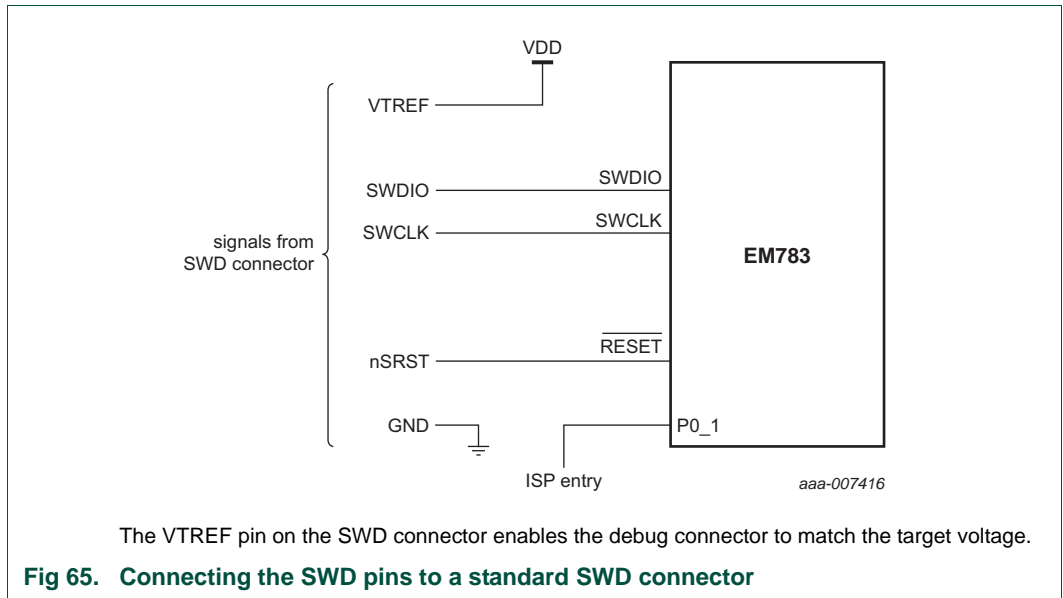 VDD
VTREF
SWDIO
SWDIO
SWCLK
SWCLK
signals from
SWD connector
EM783
RESET
nSRST
GND
P0_1
ISP entry
aaa-007416
The VTREF pin on the SWD connector enables the debug connector to match the target voltage.
Fig 65. Connecting the SWD pins to a standard SWD connector